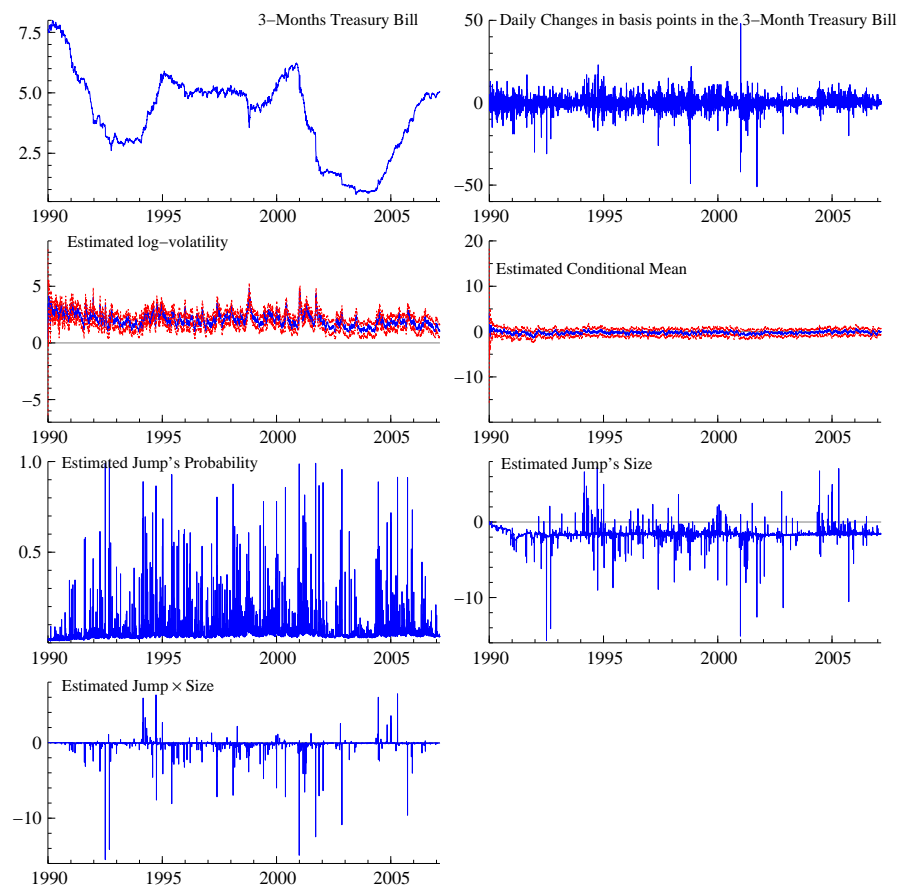 3−Months Treasury Bill
7.5
5.0
2.5
1990 1995 2000 2005
Daily Changes in basis points in the 3−Month Treasury Bill
50
0
−50
1990 1995 2000 2005
Estimated log−volatility
5
0
−5
1990 1995 2000 2005
20
Estimated Conditional Mean
10
0
−10
1990 1995 2000 2005
1.0
Estimated Jump's Probability
0.5
1990 1995 2000 2005
Estimated Jump's Size
0
−10
1990 1995 2000 2005
Estimated Jump × Size
0
−10
1990 1995 2000 2005